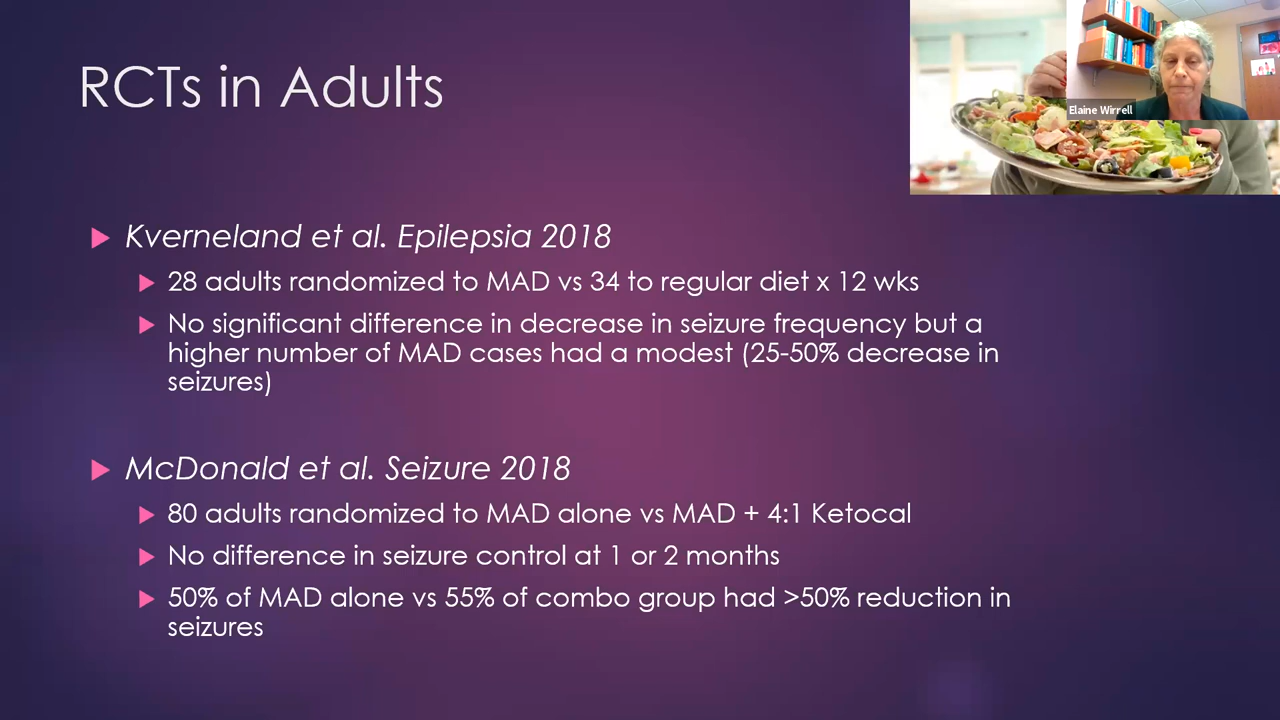 RCTs in Adults
Elaine Wirrell
Kverneland et al. Epilepsia 2018
28 adults randomized to MAD vs 34 to regular diet x 12 wks
No significant difference in decrease in seizure frequency but a
higher number of MAD cases had a modest (25-50% decrease in
seizures)
McDonald et al. Seizure 2018
80 adults randomized to MAD alone vs MAD + 4:1 Ketocal
No difference in seizure control at 1 or 2 months
50% of MAD alone vs 55% of combo group had >50% reduction in
seizures